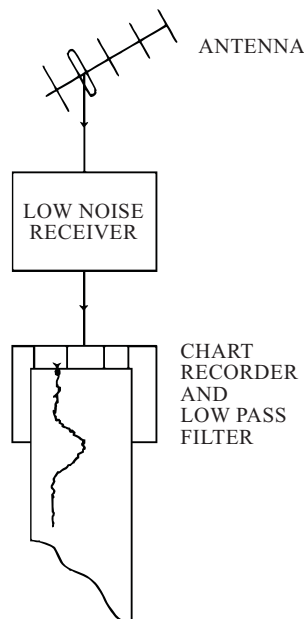 ANTENNA
LOW NOISE
RECEIVER
CHART
RECORDER
AND
LOW PASS
FILTER